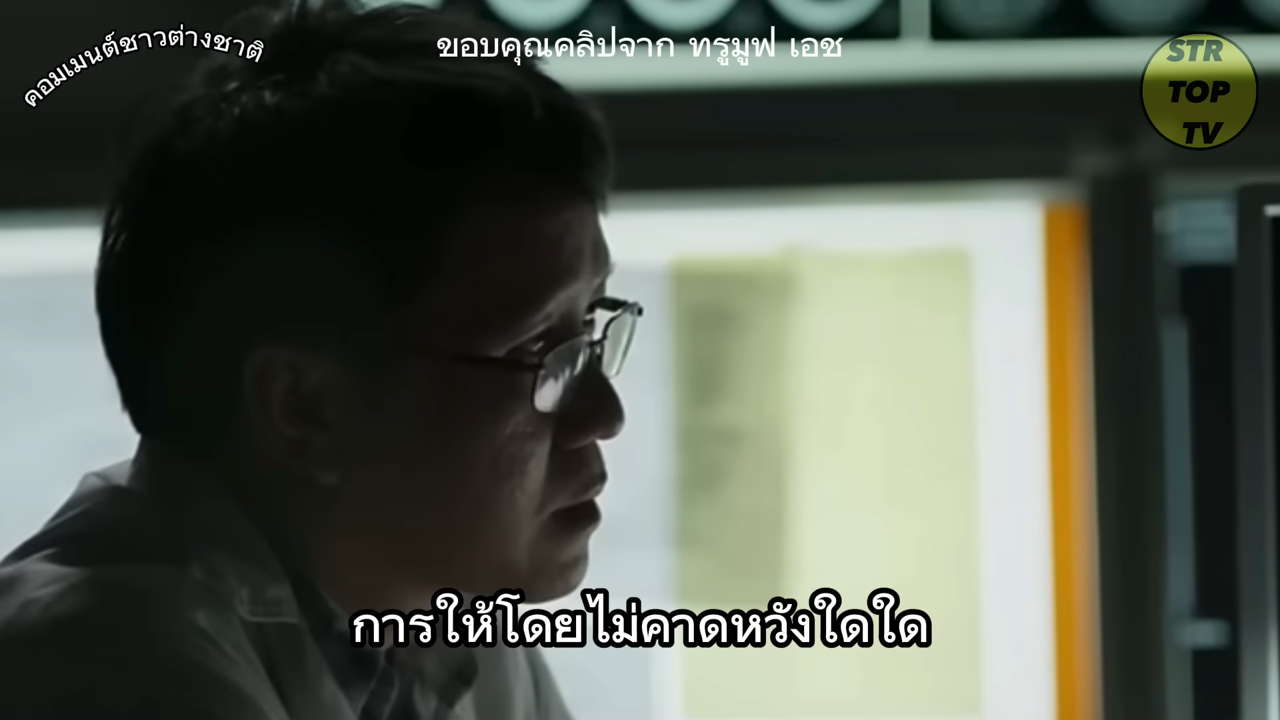 คอมเมนต์ชาวต่างชาติ
ขอบคุณคลิปจาก ทรูมูฟ เอช
STR
TOP
TV
การให้โดยไม่คาดหวังใดใด